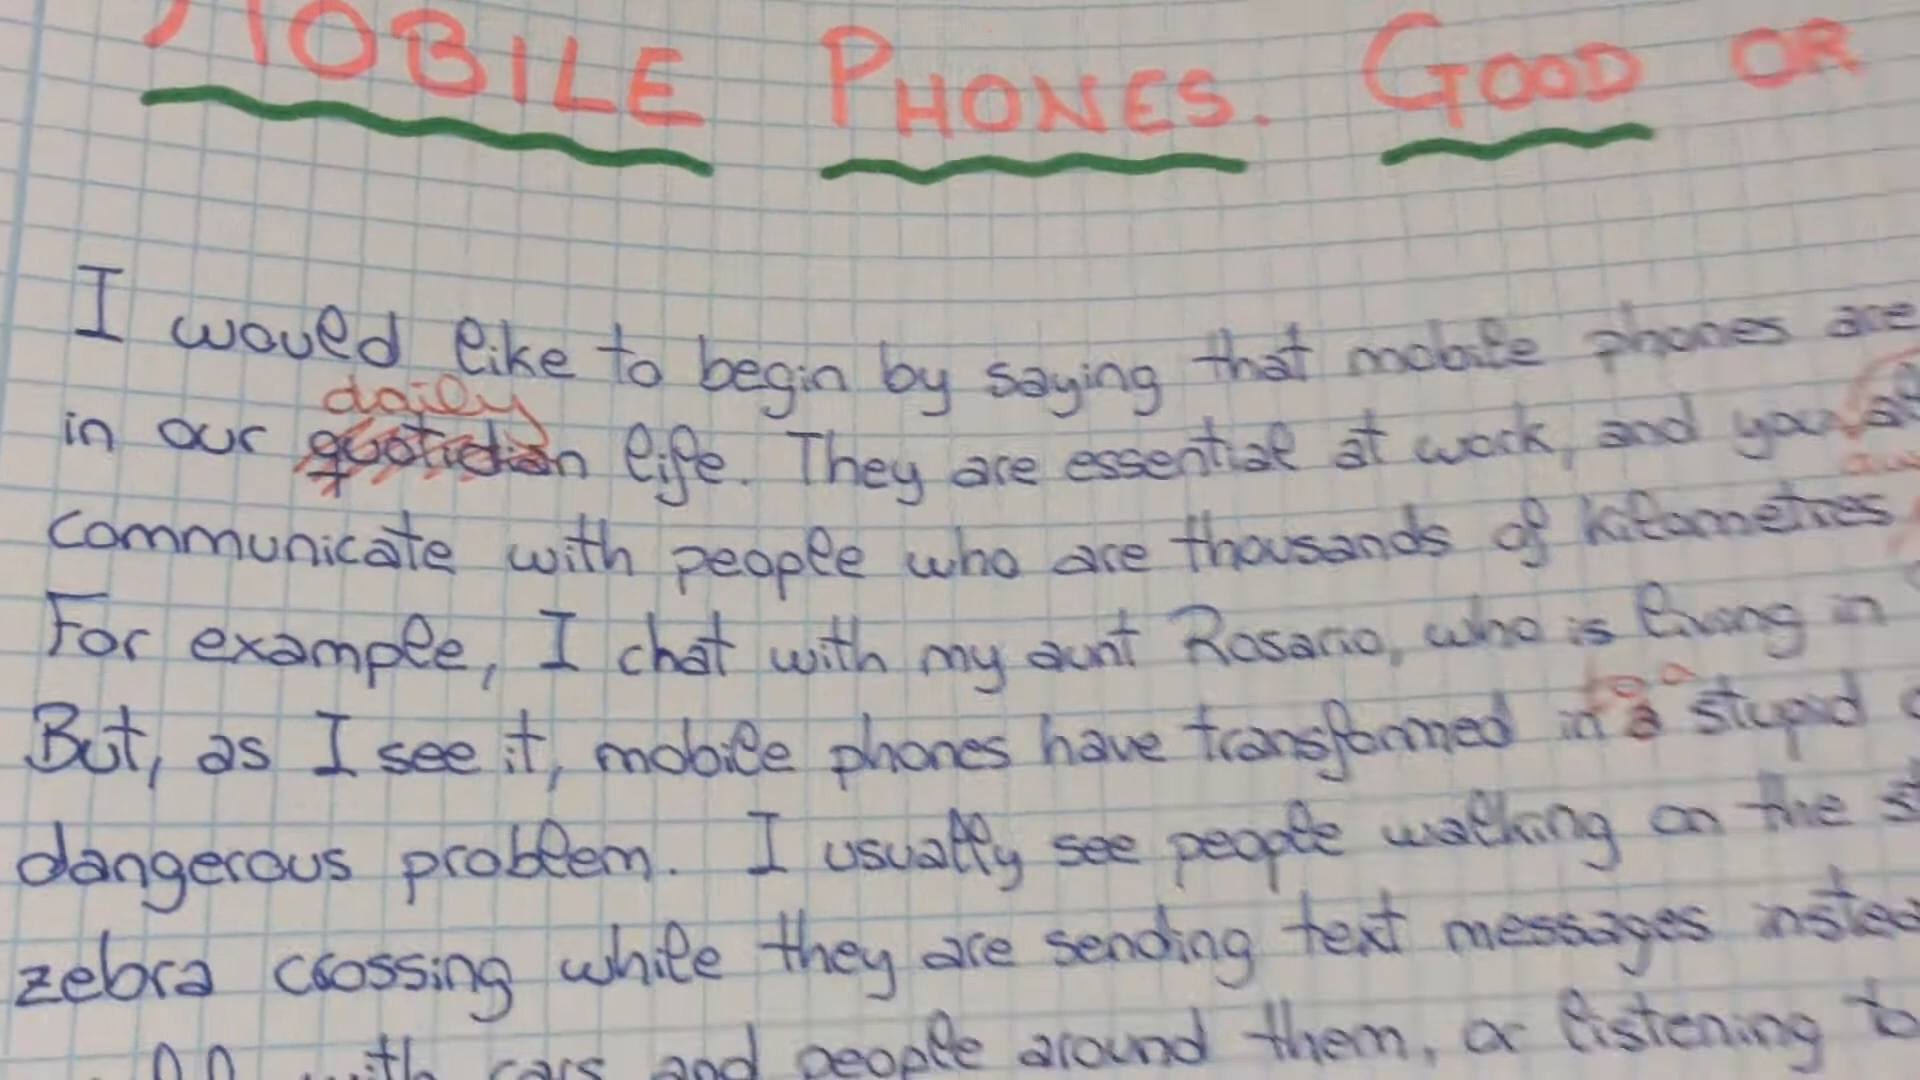 MOBILE PHONES. GOOD OR
I would like to begin by saying that mobile phones are
daily
in our quotidian life. They are essential at work, and you
communicate with people who are thousands of kilometres
For example, I chat with my aunt Rosario, who is living in
to a
But, as I see it, mobile phones have transformed in a stupid
dangerous problem. I usually see people walking on the
zebra crossing while they are sending text messages
with cars and people around them, or listening to